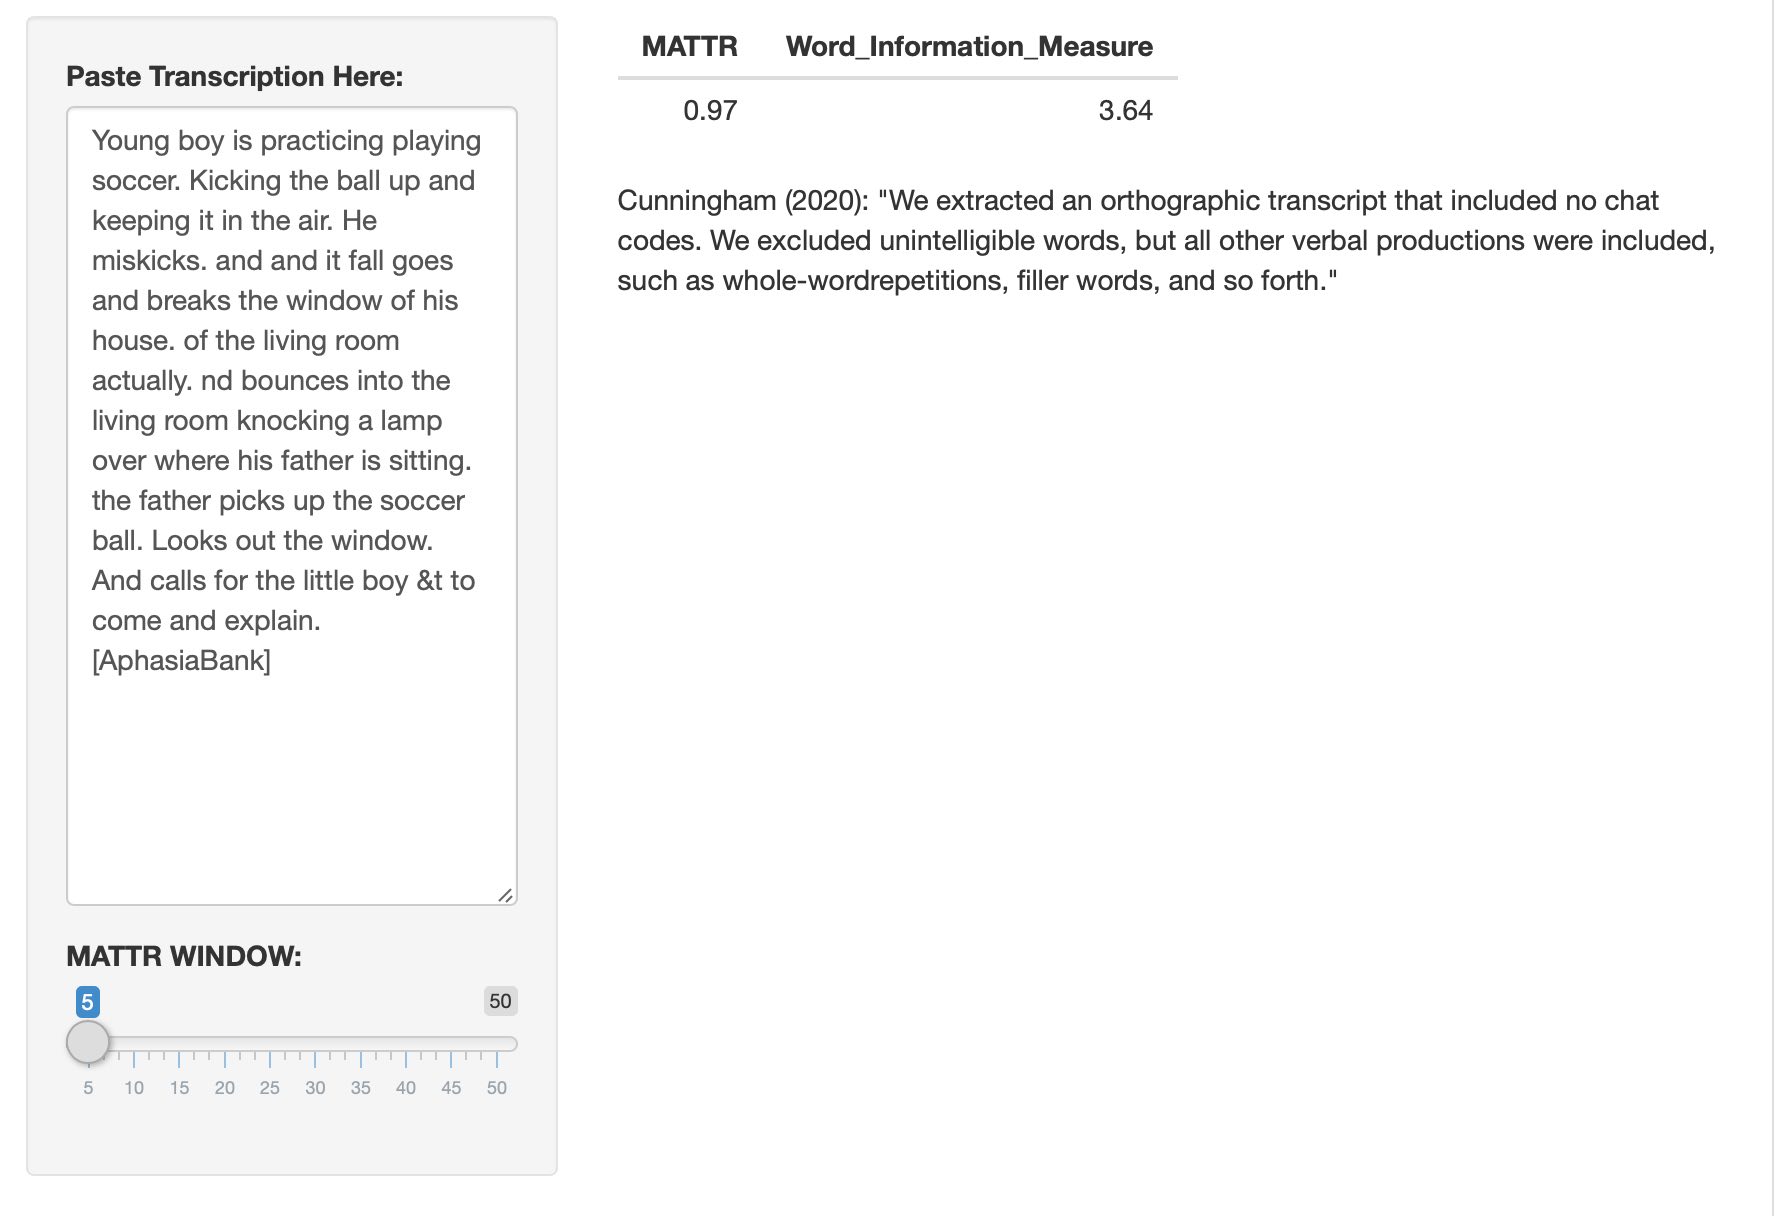 Paste Transcription Here:
Young boy is practicing playing
soccer. Kicking the ball up and
keeping it in the air. He
miskicks. and and it fall goes
and breaks the window of his
house. of the living room
actually. nd bounces into the
living room knocking a lamp
over where his father is sitting.
the father picks up the soccer
ball. Looks out the window.
And calls for the little boy &t to
come and explain.
[AphasiaBank]
MATTR WINDOW:
5 50
5 10 15 20 25 30 35 40 45 50
MATTR Word_Information_Measure
0.97 3.64
Cunningham (2020): "We extracted an orthographic transcript that included no chat
codes. We excluded unintelligible words, but all other verbal productions were included,
such as whole-wordrepetitions, filler words, and so forth."